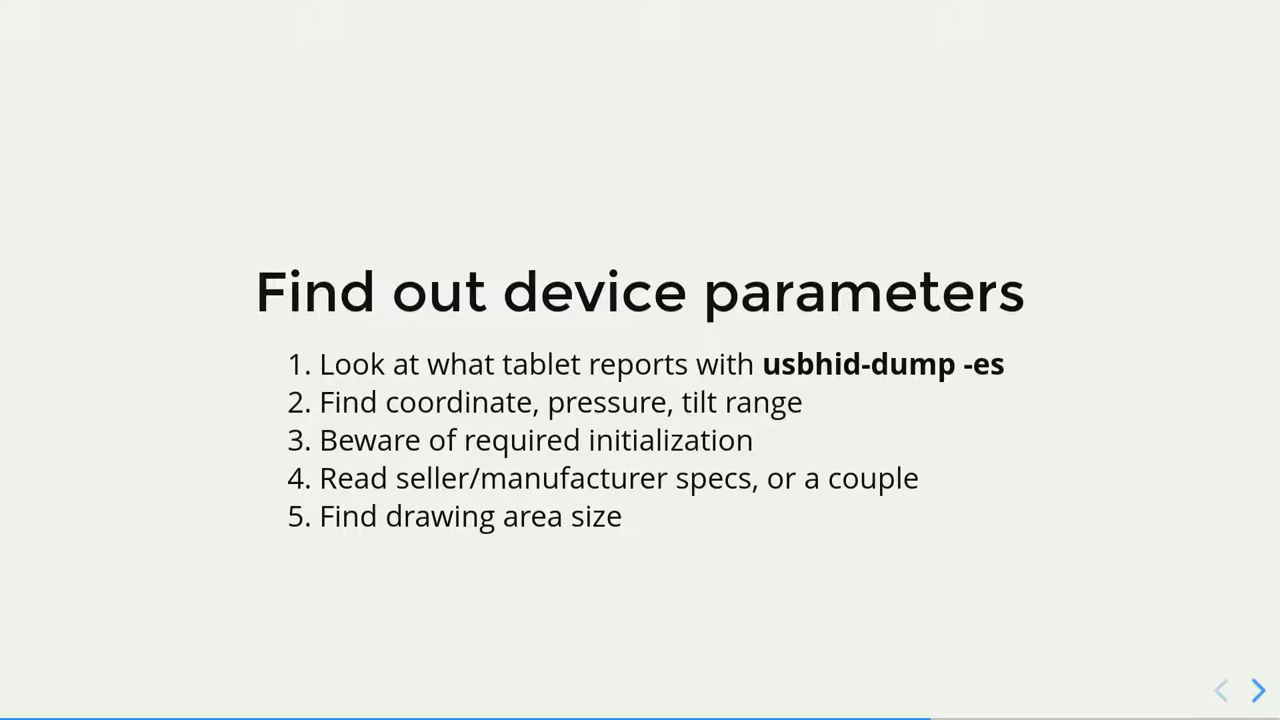 Find out device parameters
1. Look at what tablet reports with usbhid-dump -es
2. Find coordinate, pressure, tilt range
3. Beware of required initialization
4. Read seller/manufacturer specs, or a couple
5. Find drawing area size